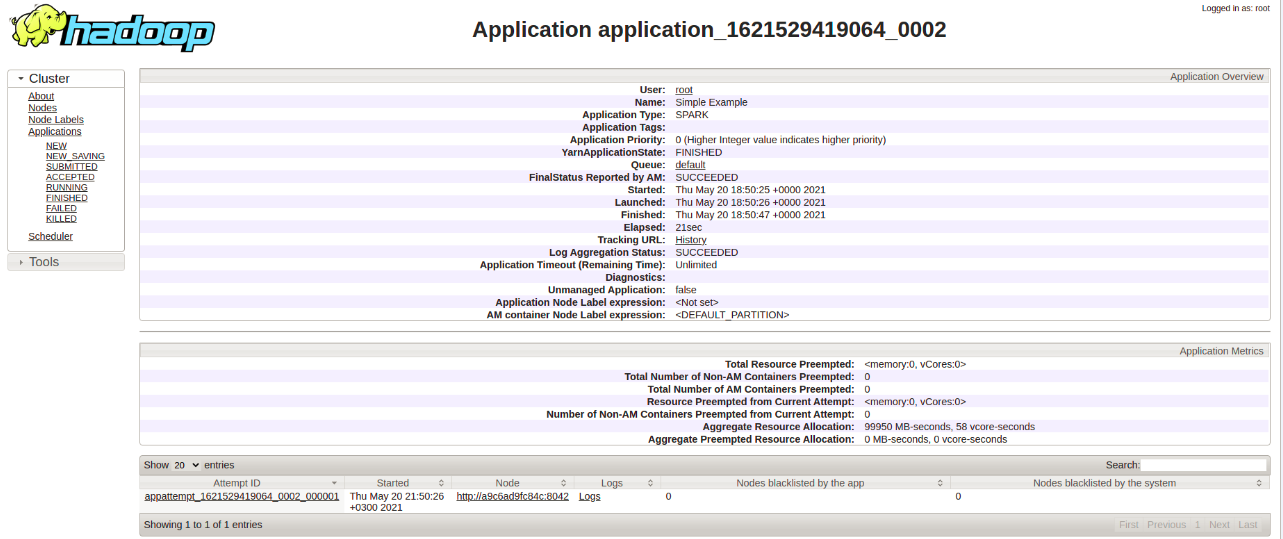 Logged in as: root
hadoop
Application application_1621529419064_0002
Cluster
About
Nodes
Node Labels
Applications
NEW
NEW_SAVING
SUBMITTED
ACCEPTED
RUNNING
FINISHED
FAILED
KILLED
Scheduler
Tools
Application Overview
User: root
Name: Simple Example
Application Type: SPARK
Application Tags:
Application Priority: 0 (Higher Integer value indicates higher priority)
YarnApplicationState: FINISHED
Queue: default
FinalStatus Reported by AM: SUCCEEDED
Started: Thu May 20 18:50:25 +0000 2021
Launched: Thu May 20 18:50:26 +0000 2021
Finished: Thu May 20 18:50:47 +0000 2021
Elapsed: 21sec
Tracking URL: History
Log Aggregation Status: SUCCEEDED
Application Timeout (Remaining Time): Unlimited
Diagnostics:
Unmanaged Application: false
Application Node Label expression: <Not set>
AM container Node Label expression: <DEFAULT_PARTITION>
Application Metrics
Total Resource Preempted: <memory:0, vCores:0>
Total Number of Non-AM Containers Preempted: 0
Total Number of AM Containers Preempted: 0
Resource Preempted from Current Attempt: <memory:0, vCores:0>
Number of Non-AM Containers Preempted from Current Attempt: 0
Aggregate Resource Allocation: 99950 MB-seconds, 58 vcore-seconds
Aggregate Preempted Resource Allocation: 0 MB-seconds, 0 vcore-seconds
Show 20 entries Search:
Attempt ID Started Node Logs Nodes blacklisted by the app Nodes blacklisted by the system
appattempt_1621529419064_0002_000001 Thu May 20 21:50:26 http://a9c6ad9fc84c:8042 Logs 0 0
+0300 2021
Showing 1 to 1 of 1 entries First Previous 1 Next Last